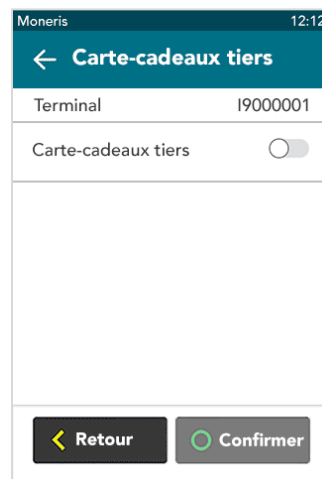 Moneris 12:12
Carte-cadeaux tiers
Terminal I9000001
Carte-cadeaux tiers
Retour Confirmer